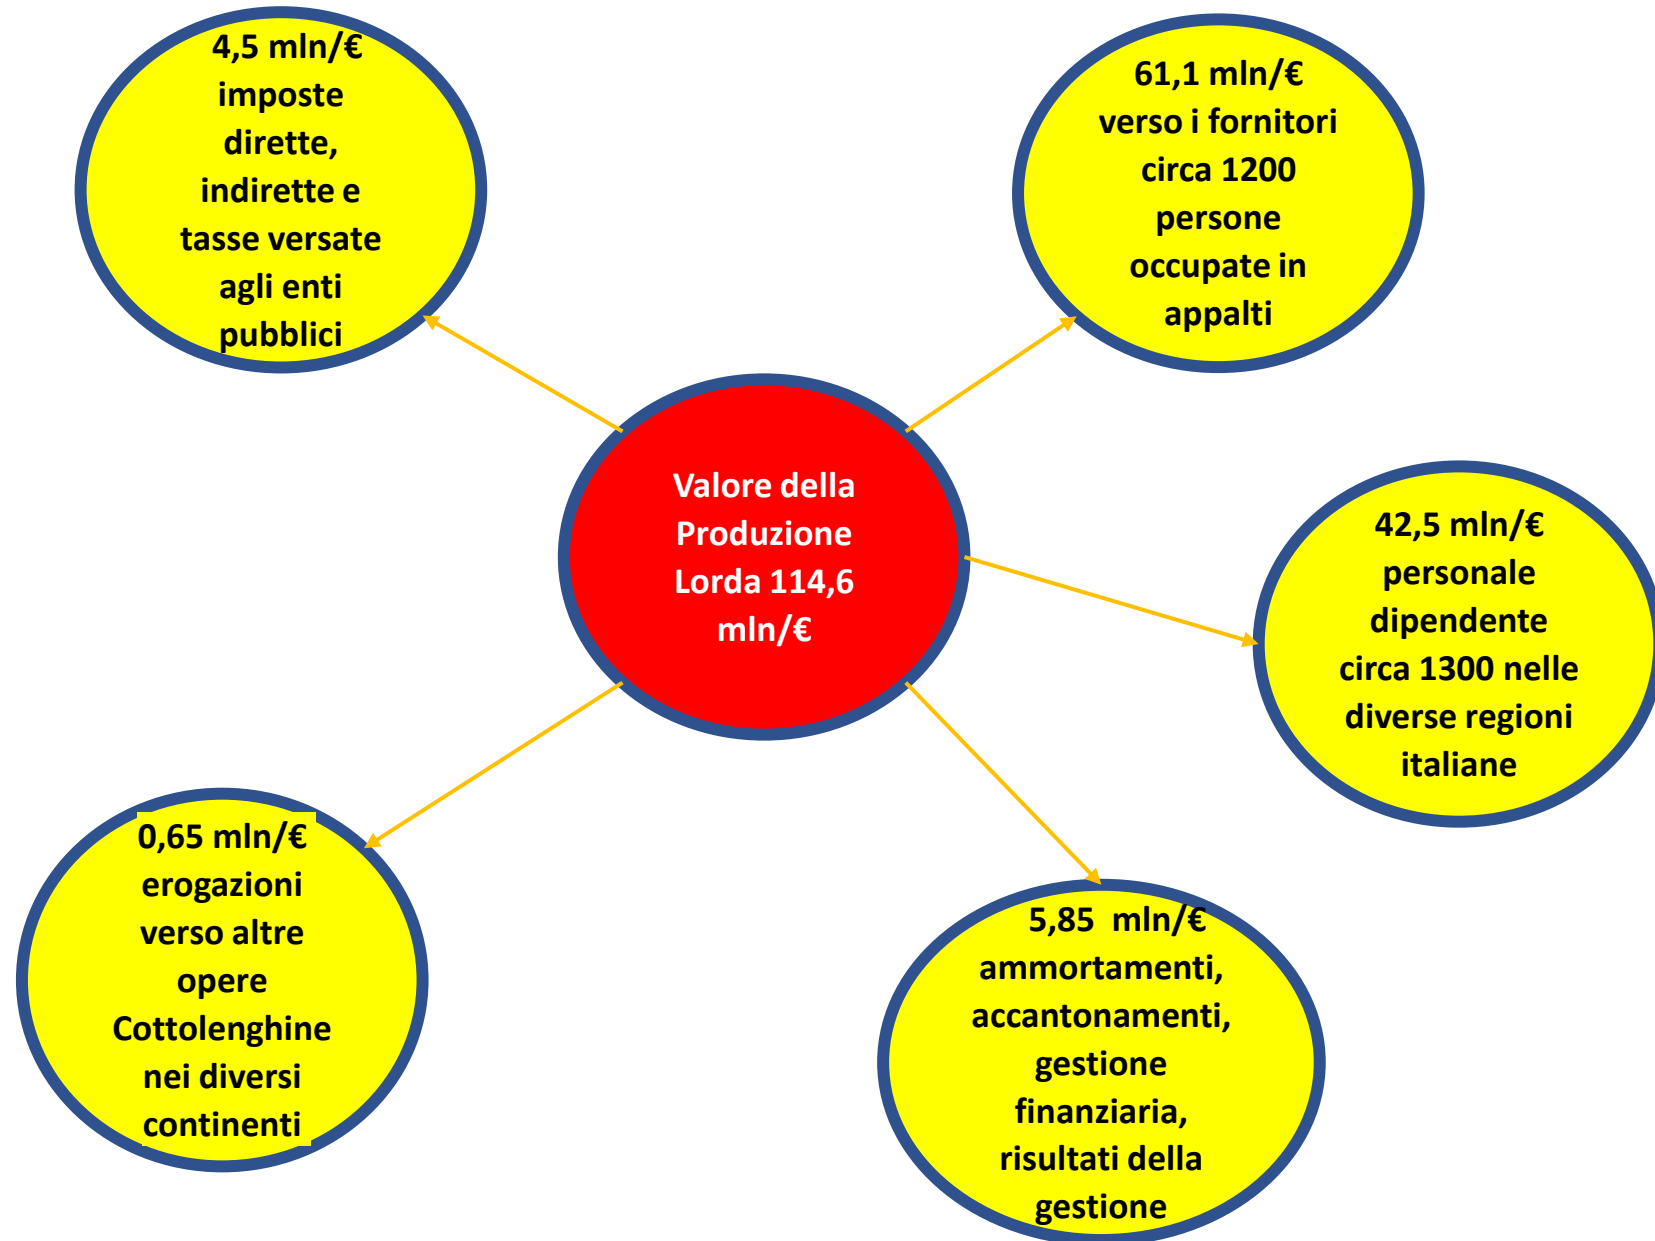 4,5 mln/€
imposte
dirette,
indirette e
tasse versate
agli enti
pubblici
61,1 mln/€
verso i fornitori
circa 1200
persone
occupate in
appalti
Valore della
Produzione
Lorda 114,6
mln/€
42,5 mln/€
personale
dipendente
circa 1300 nelle
diverse regioni
italiane
0,65 mln/€
erogazioni
verso altre
opere
Cottolenghine
nei diversi
continenti
5,85 mln/€
ammortamenti,
accantonamenti,
gestione
finanziaria,
risultati della
gestione